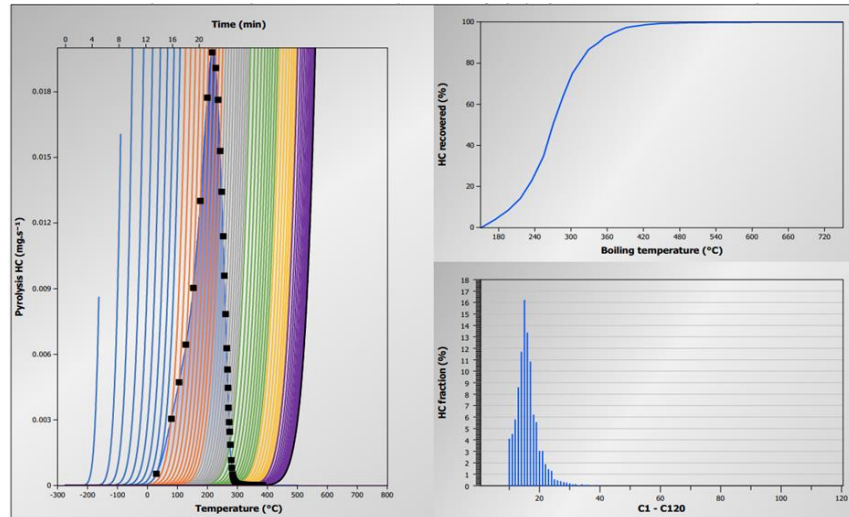 Time (min)
0 4 8 12 16 20
0.018
0.015
0.012
0.009
0.006
0.003
0
Pyrolysis HC (mg.s⁻¹)
-300 -200 -100 0 100 200 300 400 500 600 700 800
Temperature (°C)
100
80
60
40
20
0
HC recovered (%)
180 240 300 360 420 480 540 600 660 720
Boiling temperature (°C)
18
17
16
15
14
13
12
11
10
9
8
7
6
5
4
3
2
1
0
HC fraction (%)
0 20 40 60 80 100 120
C1 - C120